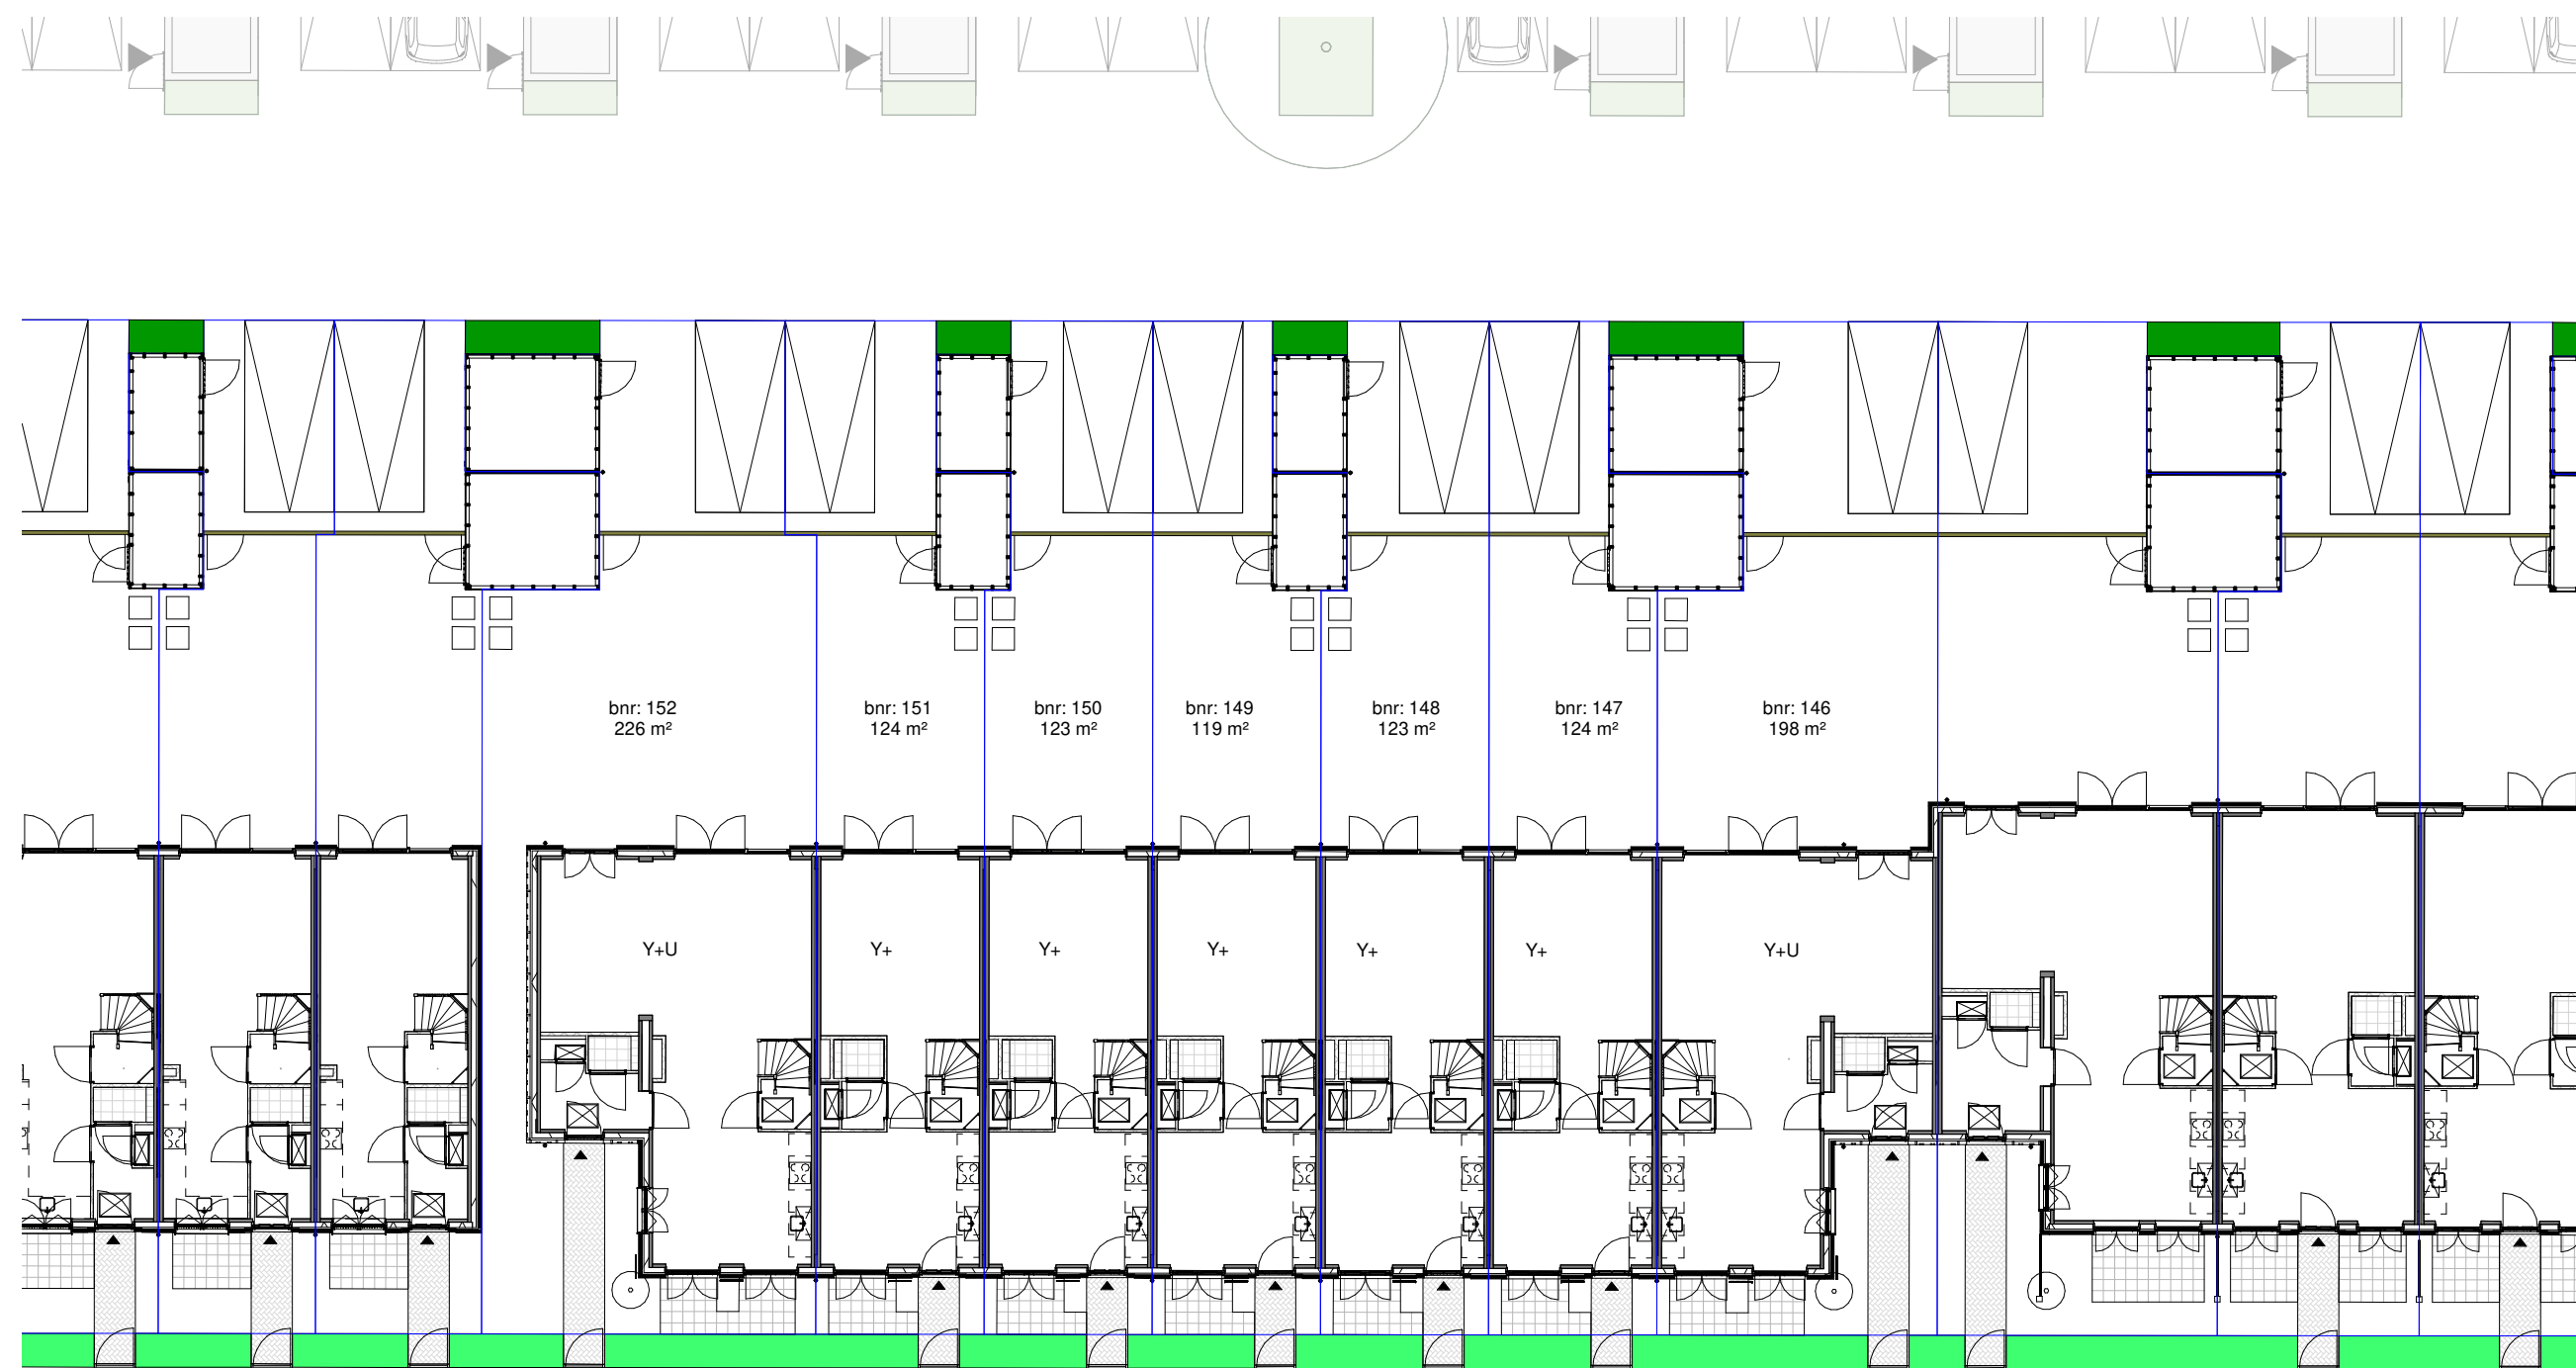 bnr: 152
226 m²
bnr: 151
124 m²
bnr: 150
123 m²
bnr: 149
119 m²
bnr: 148
123 m²
bnr: 147
124 m²
bnr: 146
198 m²
Y+U
Y+
Y+
Y+
Y+
Y+
Y+U